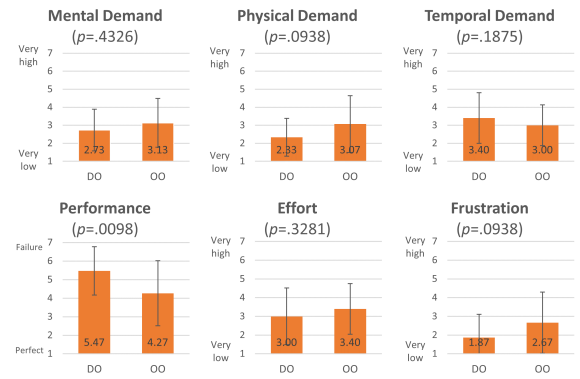 Mental Demand
(p=.4326)
Very
high
7
6
5
4
3
2
1
Very
low
2.73
3.13
DO
OO
Physical Demand
(p=.0938)
Very
high
7
6
5
4
3
2
1
Very
low
2.33
3.07
DO
OO
Temporal Demand
(p=.1875)
Very
high
7
6
5
4
3
2
1
Very
low
3.40
3.00
DO
OO
Performance
(p=.0098)
Failure
7
6
5
4
3
2
Perfect 1
5.47
4.27
DO
OO
Effort
(p=.3281)
Very
high
7
6
5
4
3
2
1
Very
low
3.00
3.40
DO
OO
Frustration
(p=.0938)
Very
high
7
6
5
4
3
2
1
Very
low
1.87
2.67
DO
OO